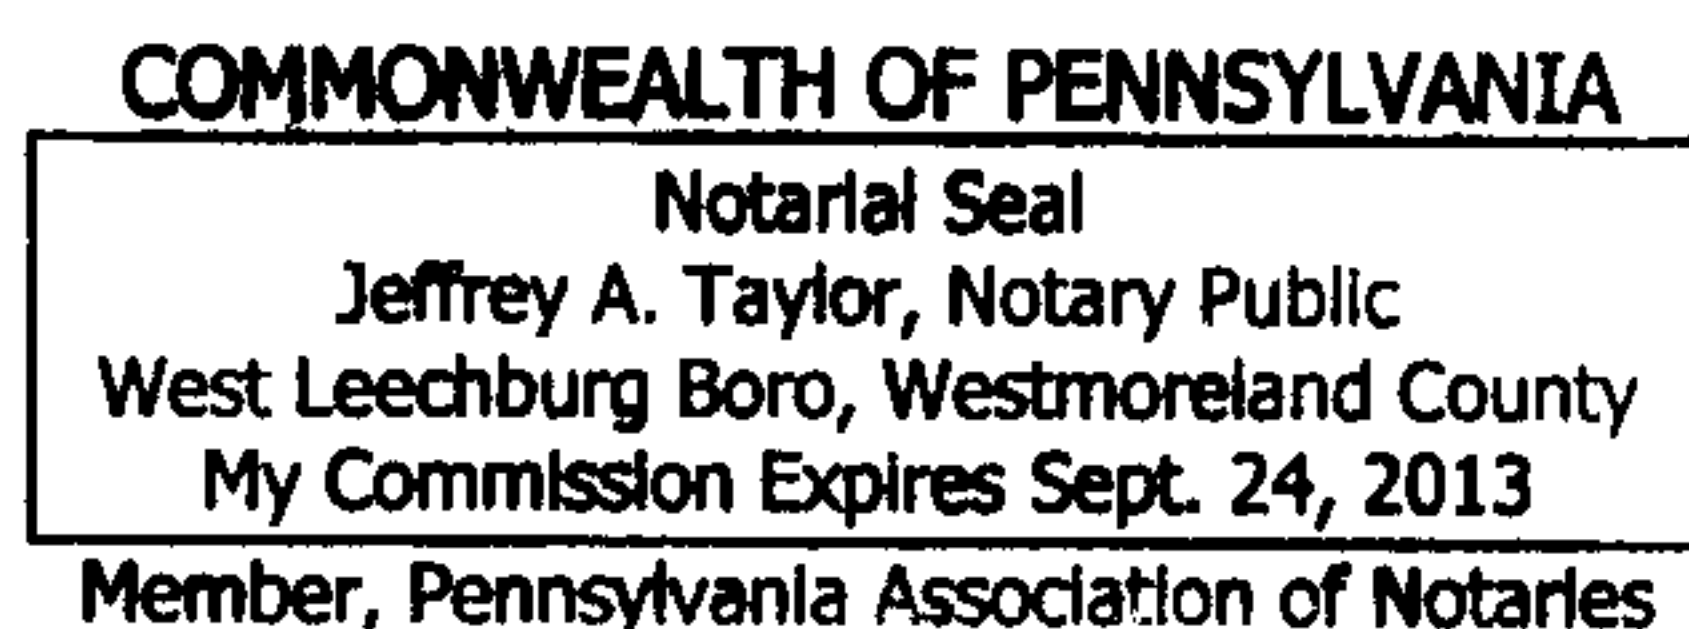 COMMONWEALTH OF PENNSYLVANIA
Notarial Seal
Jeffrey A. Taylor, Notary Public
West Leechburg Boro, Westmoreland County
My Commission Expires Sept. 24, 2013
Member, Pennsylvania Association of Notaries